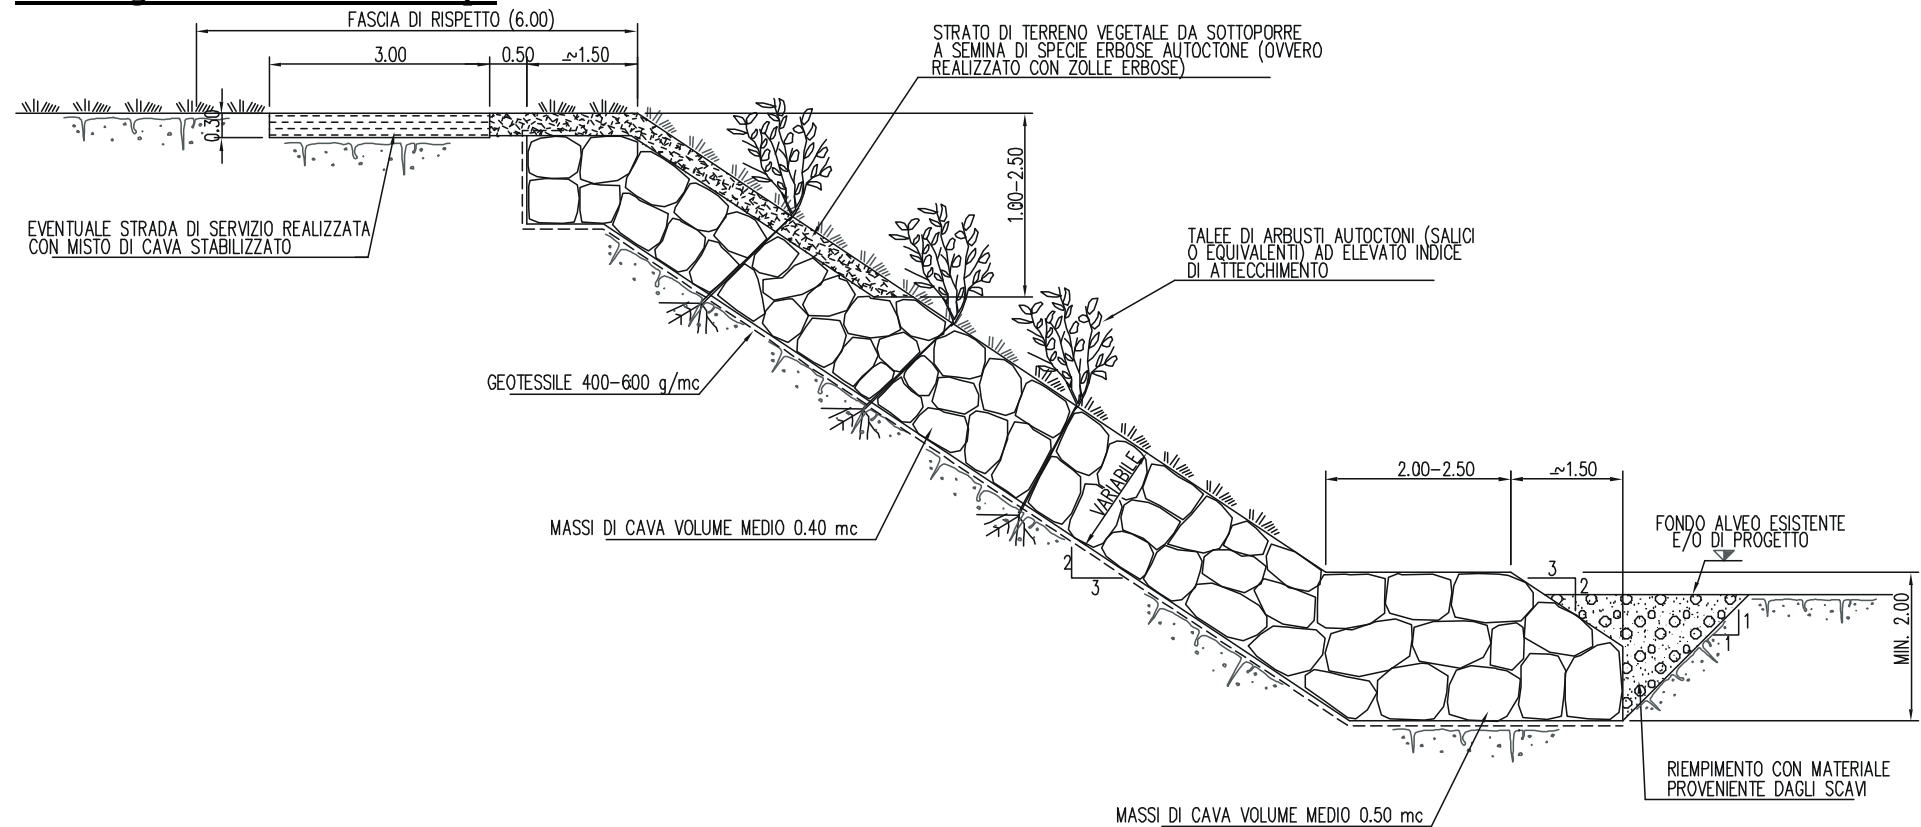 FASCIA DI RISPETTO (6.00)
3.00
0.50
~1.50
0.30
STRATO DI TERRENO VEGETALE DA SOTTOPORRE
A SEMINA DI SPECIE ERBOSE AUTOCTONE (OVVERO
REALIZZATO CON ZOLLE ERBOSE)
1.00-2.50
EVENTUALE STRADA DI SERVIZIO REALIZZATA
CON MISTO DI CAVA STABILIZZATO
TALEE DI ARBUSTI AUTOCTONI (SALICI
O EQUIVALENTI) AD ELEVATO INDICE
DI ATTECCHIMENTO
GEOTESSILE 400-600 g/mc
VARIABILE
MASSI DI CAVA VOLUME MEDIO 0.40 mc
2
3
2.00-2.50
~1.50
FONDO ALVEO ESISTENTE
E/O DI PROGETTO
3
2
1
1
MIN. 2.00
RIEMPIMENTO CON MATERIALE
PROVENIENTE DAGLI SCAVI
MASSI DI CAVA VOLUME MEDIO 0.50 mc